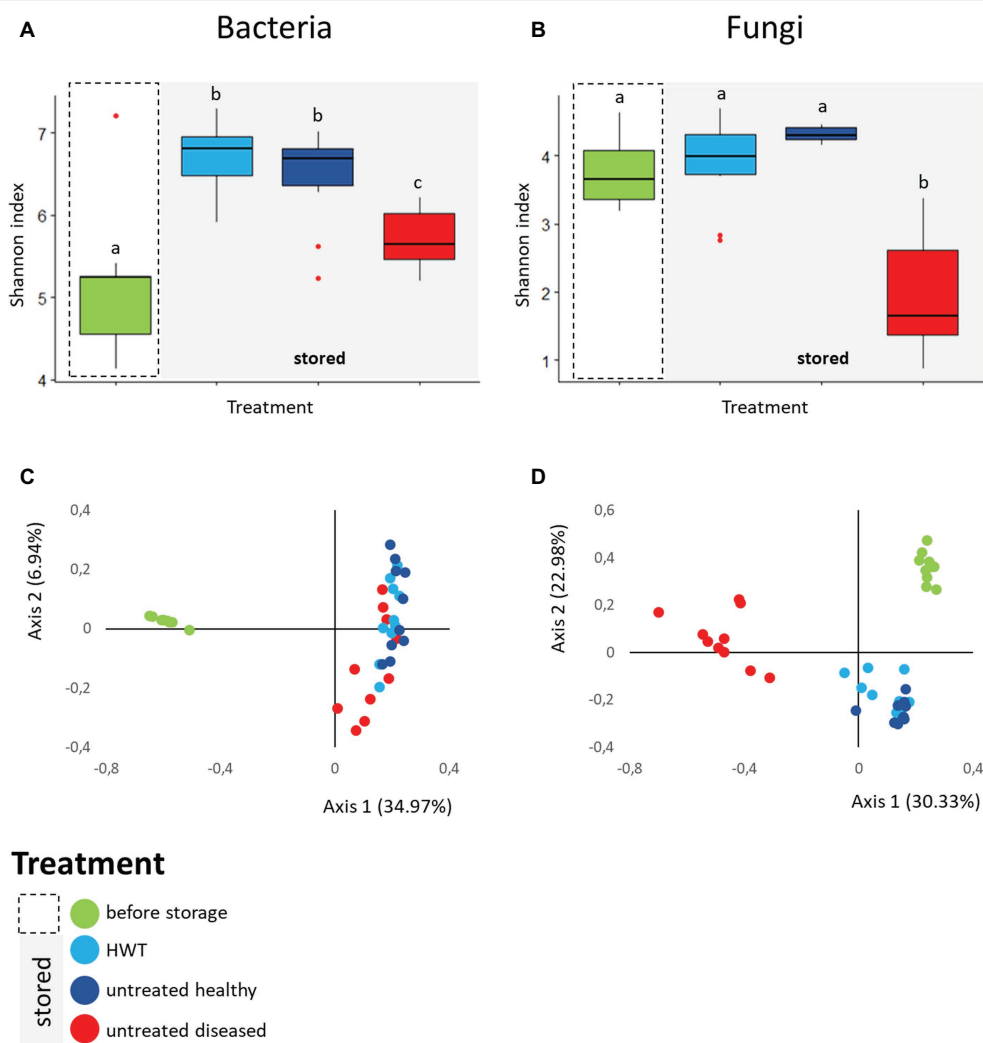 A
Bacteria
B
Fungi
Shannon index
7
6
5
4
a
b
b
c
stored
Treatment
Shannon index
4
3
2
1
a
a
a
b
stored
Treatment
C
Axis 2 (6.94%)
0,4
0,2
0
-0,2
-0,4
-0,8
-0,4
0
0,4
Axis 1 (34.97%)
D
Axis 2 (22.98%)
0,6
0,4
0,2
0
-0,2
-0,4
-0,8
-0,4
0
0,4
Axis 1 (30.33%)
Treatment
before storage
stored
HWT
untreated healthy
untreated diseased